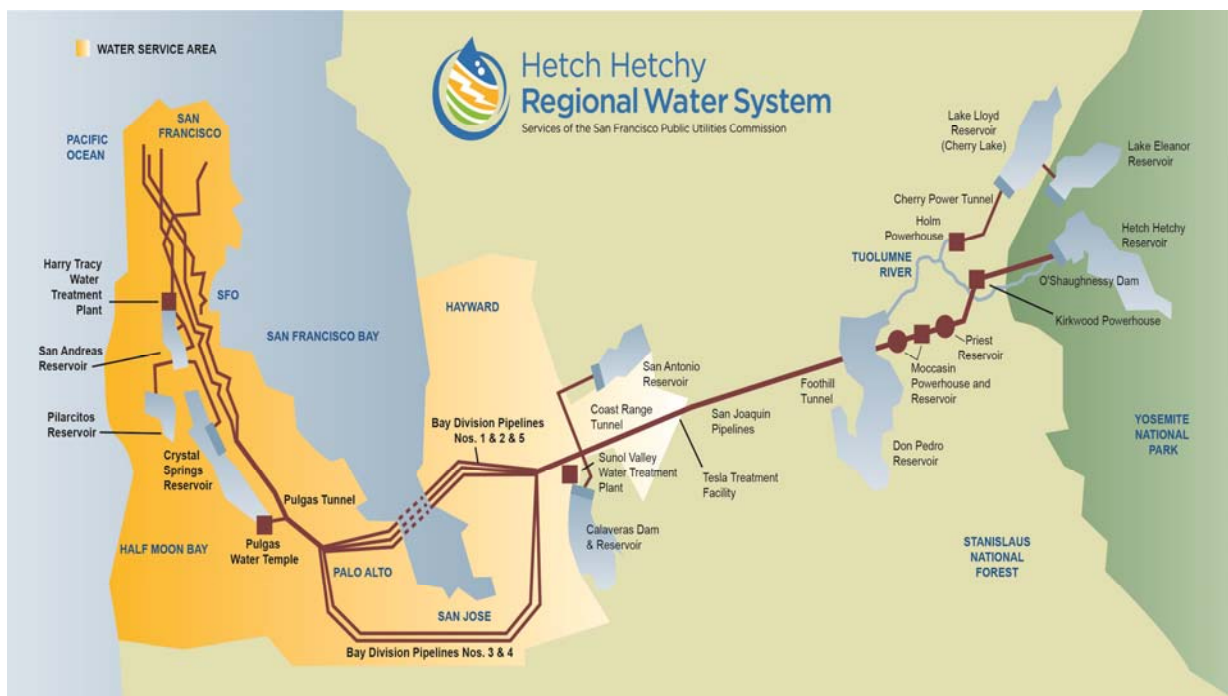 WATER SERVICE AREA
Hetch Hetchy
Regional Water System
Services of the San Francisco Public Utilities Commission
PACIFIC
OCEAN
SAN
FRANCISCO
Harry Tracy
Water
Treatment
Plant
SFO
San Andreas
Reservoir
Pilarcitos
Reservoir
Crystal
Springs
Reservoir
SAN FRANCISCO BAY
HAYWARD
Pulgas Tunnel
HALF MOON BAY
Pulgas
Water Temple
PALO ALTO
SAN JOSE
Bay Division Pipelines
Nos. 1 & 2 & 5
Bay Division Pipelines Nos. 3 & 4
San Antonio
Reservoir
Coast Range
Tunnel
Sunol Valley
Water Treatment
Plant
Calaveras Dam
& Reservoir
San Joaquin
Pipelines
Tesla Treatment
Facility
Foothill
Tunnel
Don Pedro
Reservoir
Moccasin
Powerhouse and
Reservoir
Priest
Reservoir
Kirkwood Powerhouse
O'Shaughnessy Dam
Hetch Hetchy
Reservoir
TUOLUMNE
RIVER
Holm
Powerhouse
Cherry Power Tunnel
Lake Lloyd
Reservoir
(Cherry Lake)
Lake Eleanor
Reservoir
YOSEMITE
NATIONAL
PARK
STANISLAUS
NATIONAL
FOREST